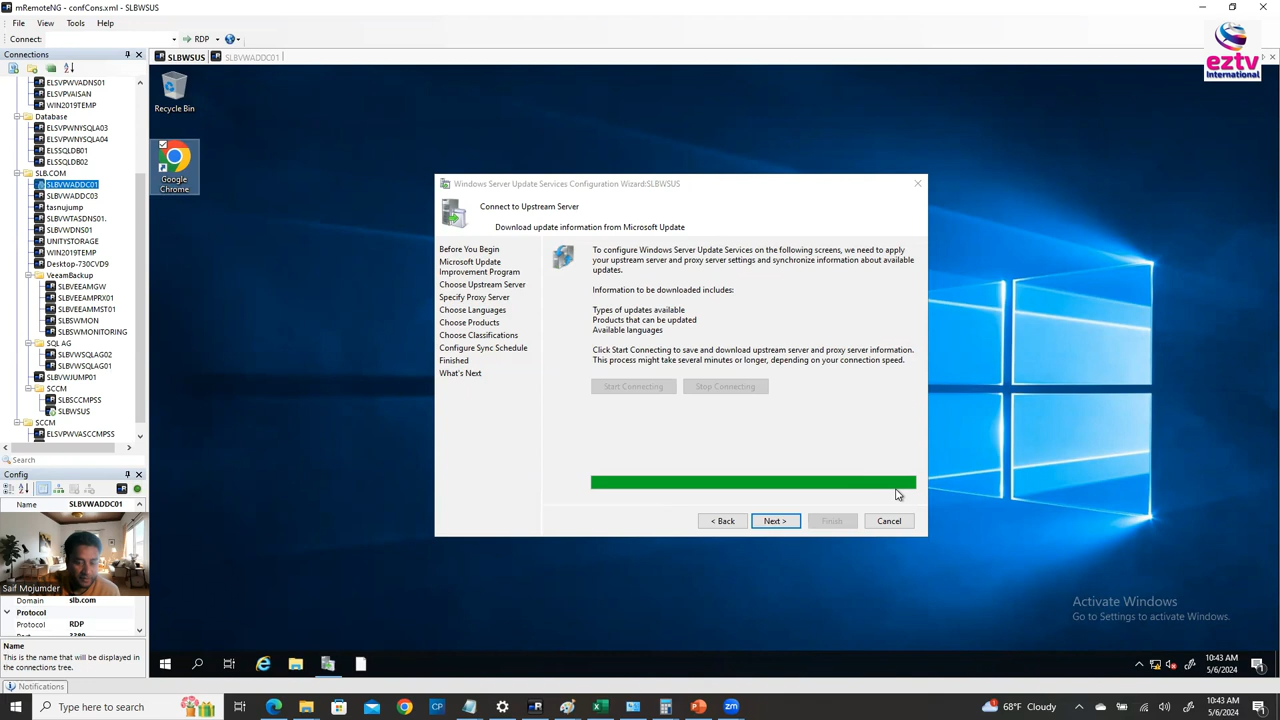 mRemoteNG - confCons.xml - SLBWSUS
File View Tools Help
Connect: RDP
Connections
SLBWSUS SLBVWADDC01
eztv
International
ELSVPWVADNS01
ELSVPVAISAN
WIN2019TEMP
Database
ELSVPWNYSQLA03
ELSVPWNYSQLA04
ELSSQLDB01
ELSSQLDB02
SLB.COM
SLBVWADDC01
SLBVWADDC03
tasnujump
SLBVWTASDNS01.
SLBVWDNS01
UNITYSTORAGE
WIN2019TEMP
Desktop-730CVD9
VeeamBackup
SLBVEEAMGW
SLBVEEAMPRX01
SLBVEEAMMST01
SLBSWMON
SLBSWMONITORING
SQL AG
SLBVWSQLAG02
SLBVWSQLAG01
SLBVWJUMP01
SCCM
SLBSCCMPSS
SLBWSUS
SCCM
ELSVPWVASCCMPSS
Search
Config
Name SLBVWADDC01
Saif Mojumder
Domain slb.com
Protocol
Protocol RDP
Port 3389
Name
This is the name that will be displayed in
the connections tree.
Notifications
Recycle Bin
Google
Chrome
Windows Server Update Services Configuration Wizard:SLBWSUS
Connect to Upstream Server
Download update information from Microsoft Update
Before You Begin
Microsoft Update
Improvement Program
Choose Upstream Server
Specify Proxy Server
Choose Languages
Choose Products
Choose Classifications
Configure Sync Schedule
Finished
What's Next
To configure Windows Server Update Services on the following screens, we need to apply
your upstream server and proxy server settings and synchronize information about available
updates.
Information to be downloaded includes:
Types of updates available
Products that can be updated
Available languages
Click Start Connecting to save and download upstream server and proxy server information.
This process might take several minutes or longer, depending on your connection speed.
Start Connecting Stop Connecting
< Back Next > Finish Cancel
Activate Windows
Go to Settings to activate Windows.
10:43 AM
5/6/2024
Type here to search
68°F Cloudy
10:43 AM
5/6/2024